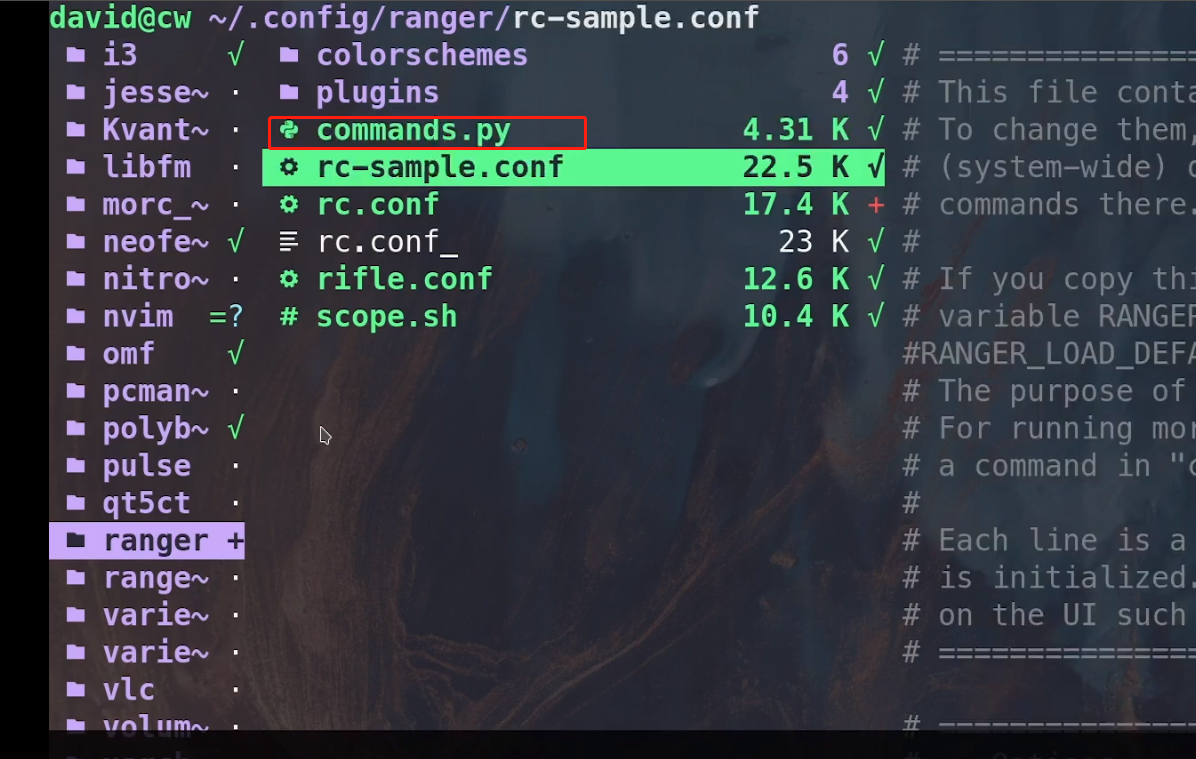 david@cw ~/.config/ranger/rc-sample.conf
i3 √ colorschemes 6 √ # ===============
jesse~ · plugins 4 √ # This file conta
Kvant~ · commands.py 4.31 K √ # To change them,
libfm · rc-sample.conf 22.5 K √ # (system-wide) o
morc_~ · rc.conf 17.4 K + # commands there.
neofe~ √ rc.conf_ 23 K √ #
nitro~ · rifle.conf 12.6 K √ # If you copy thi
nvim =? # scope.sh 10.4 K √ # variable RANGER
omf √ #RANGER_LOAD_DEFA
pcman~ · # The purpose of
polyb~ √ # For running mor
pulse · # a command in "c
qt5ct · #
ranger + # Each line is a
range~ · # is initialized.
varie~ · # on the UI such
varie~ · # ===============
vlc ·
volum~ · # ===============